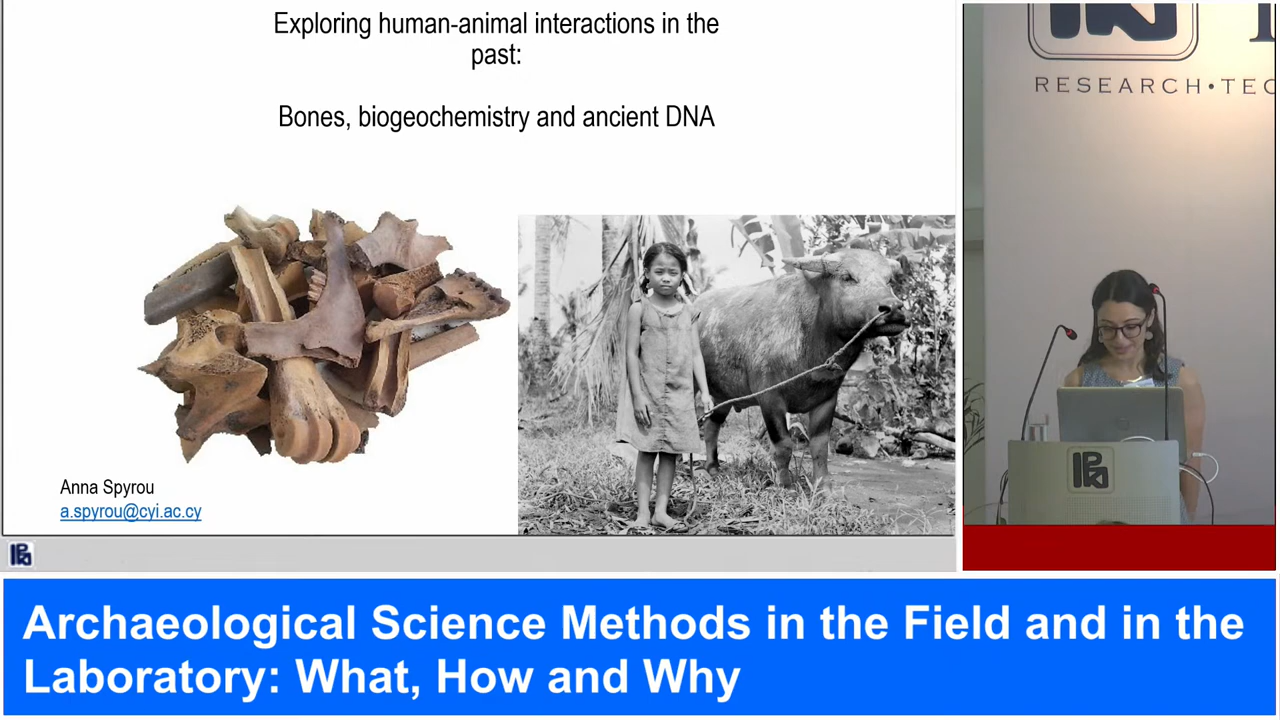 Exploring human-animal interactions in the
past:
Bones, biogeochemistry and ancient DNA
Anna Spyrou
a.spyrou@cyi.ac.cy
RESEARCH•TEC
Archaeological Science Methods in the Field and in the
Laboratory: What, How and Why